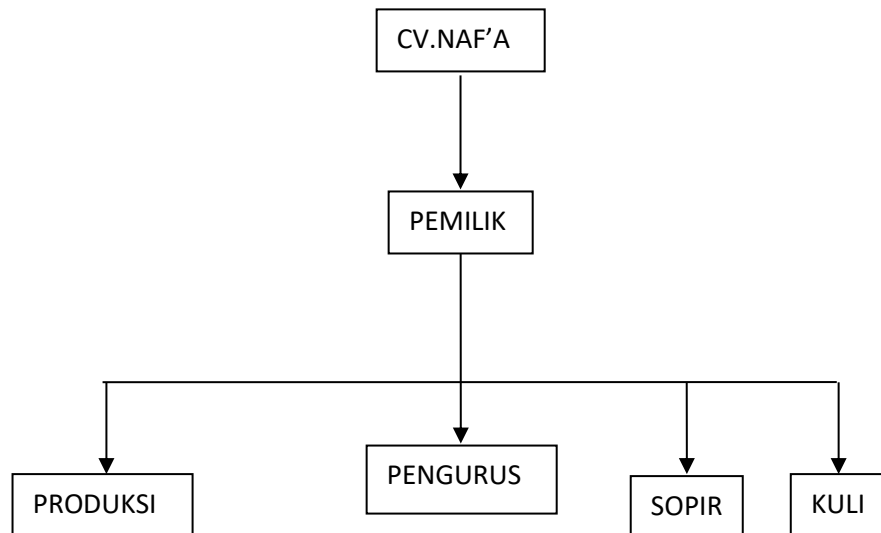 CV.NAF’A
PEMILIK
PRODUKSI
PENGURUS
SOPIR
KULI